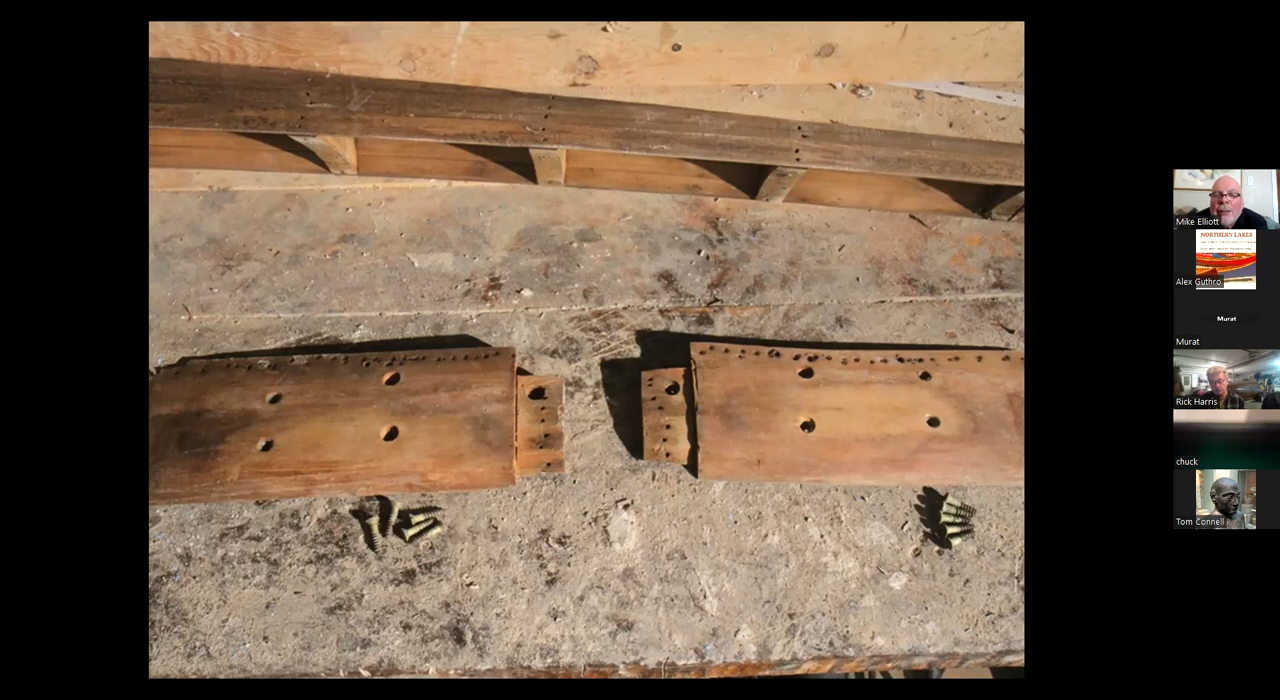 Mike Elliott
NORTHERN LAKES
Alex Guthro
Murat
Murat
Rick Harris
chuck
Tom Connell